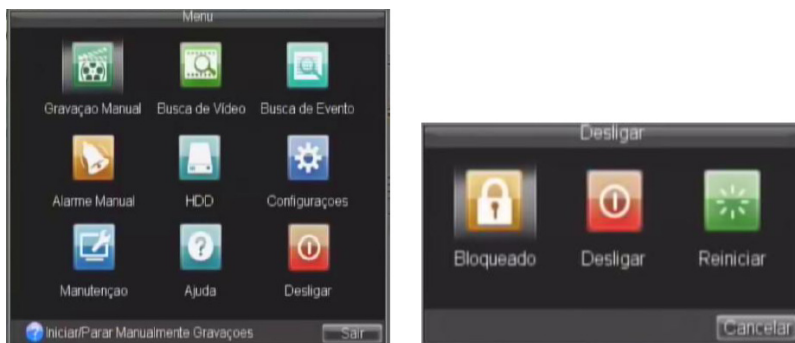 Menu
Gravaçao Manual
Busca de Vídeo
Busca de Evento
Alarme Manual
HDD
Configuraçoes
Manutençao
Ajuda
Desligar
Iniciar/Parar Manualmente Gravaçoes
Sair
Desligar
Bloqueado
Desligar
Reiniciar
Cancelar